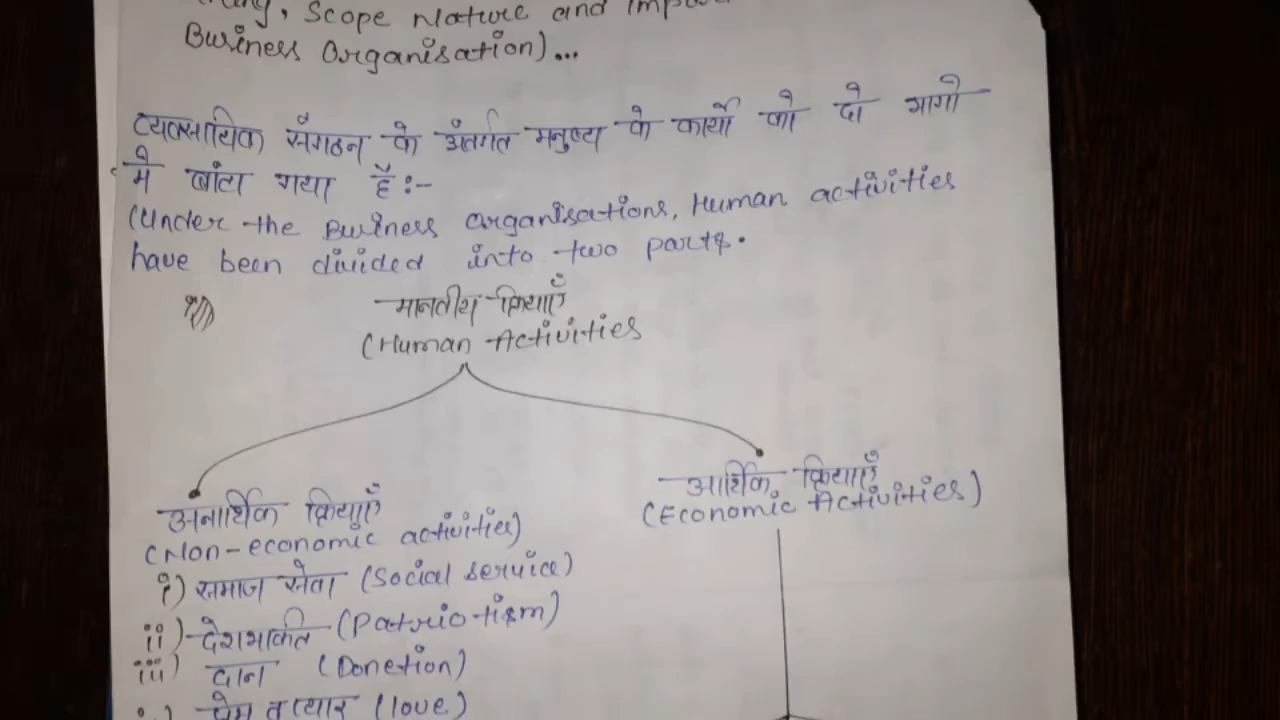 Scope Nature and
Business Organisation)...
व्यवसायिक संगठन के अंतर्गत मनुष्य के कार्यो को दो भागो
मे बांटा गया है :-
(Under the Business Organisations, Human activities
have been divided into two parts.
मानवीय क्रियाएँ
(Human Activities
अनार्थिक क्रियाएँ
(Non-economic activities)
आर्थिक क्रियाएँ
(Economic Activities)
i) समाज सेवा (Social service)
ii) देशभक्ति (Patriotism)
iii) दान (Donetion)
प्रेम व प्यार (love)